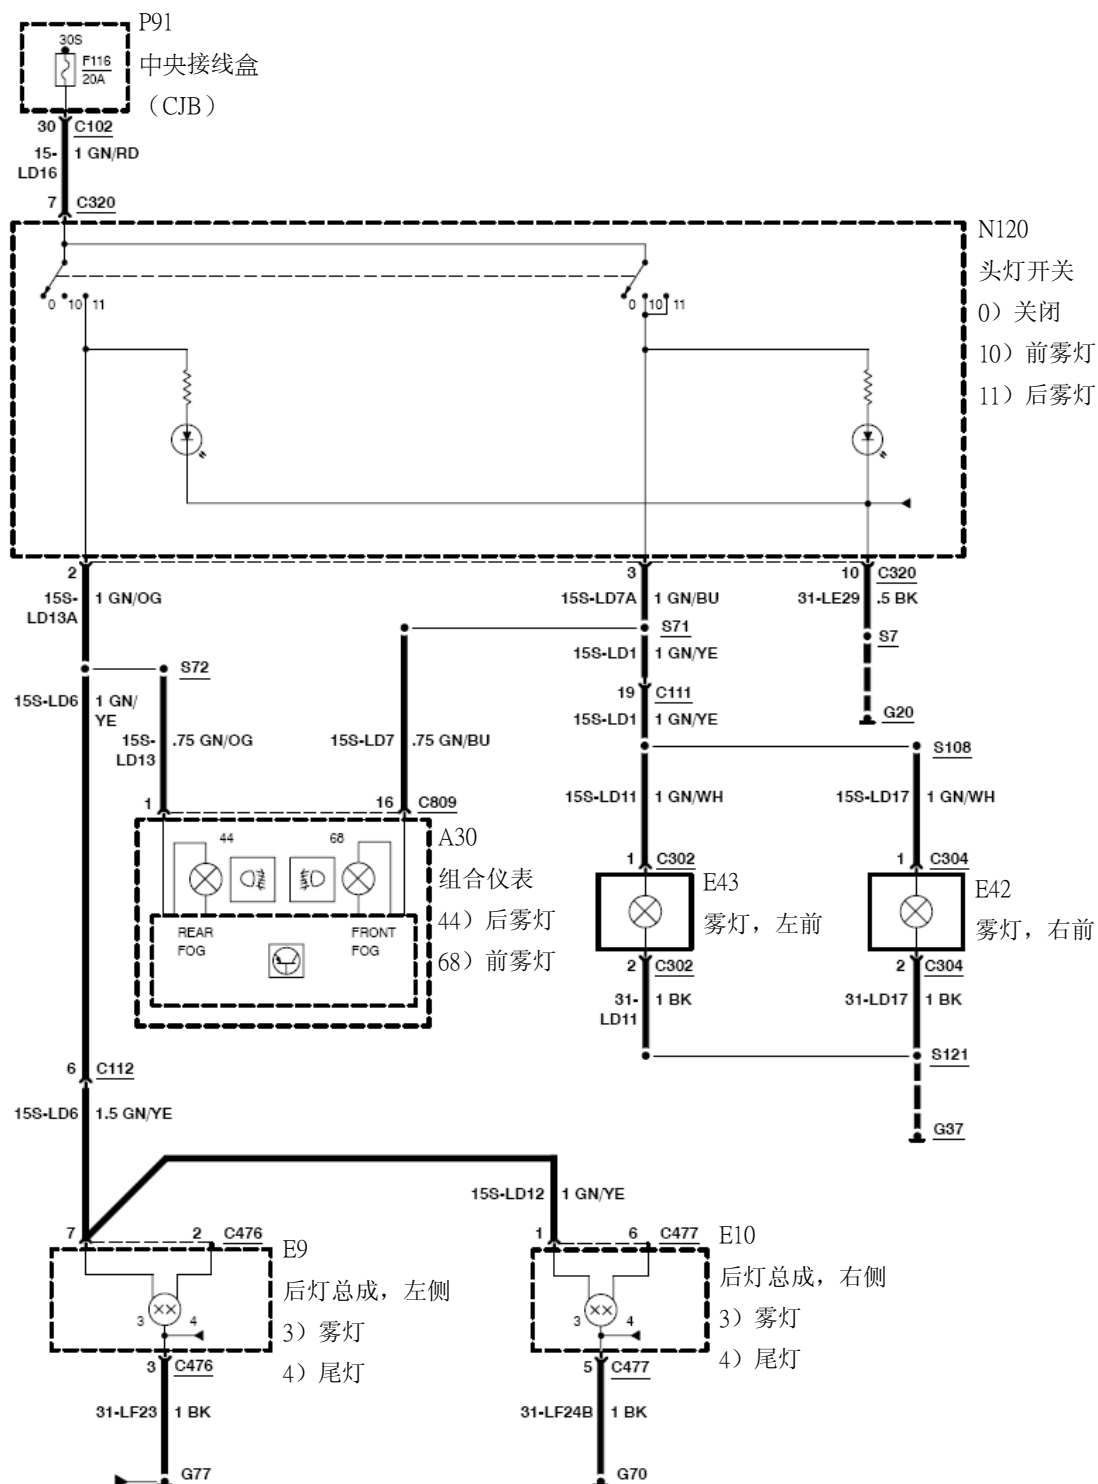 P91
30S
F116
20A
中央接线盒
（CJB）
30 C102
15-
LD16
1 GN/RD
7 C320
N120
头灯开关
0）关闭
10）前雾灯
11）后雾灯
0 10 11
0 10 11
2
3
10 C320
15S-
LD13A
1 GN/OG
15S-LD7A 1 GN/BU
31-LE29 .5 BK
S71
S7
S72
15S-LD1 1 GN/YE
15S-LD6 1 GN/
YE
19 C111
15S-LD1 1 GN/YE
G20
15S-
LD13
.75 GN/OG
15S-LD7 .75 GN/BU
S108
15S-LD11 1 GN/WH
15S-LD17 1 GN/WH
1
16 C809
A30
组合仪表
44）后雾灯
68）前雾灯
44
68
REAR
FOG
FRONT
FOG
1 C302
E43
雾灯，左前
1 C304
E42
雾灯，右前
2 C302
2 C304
31-
LD11
1 BK
31-LD17 1 BK
S121
G37
6 C112
15S-LD6 1.5 GN/YE
15S-LD12 1 GN/YE
7
2 C476
E9
后灯总成，左侧
3）雾灯
4）尾灯
3 4
1
6 C477
E10
后灯总成，右侧
3）雾灯
4）尾灯
3 4
3 C476
5 C477
31-LF23 1 BK
31-LF24B 1 BK
G77
G70